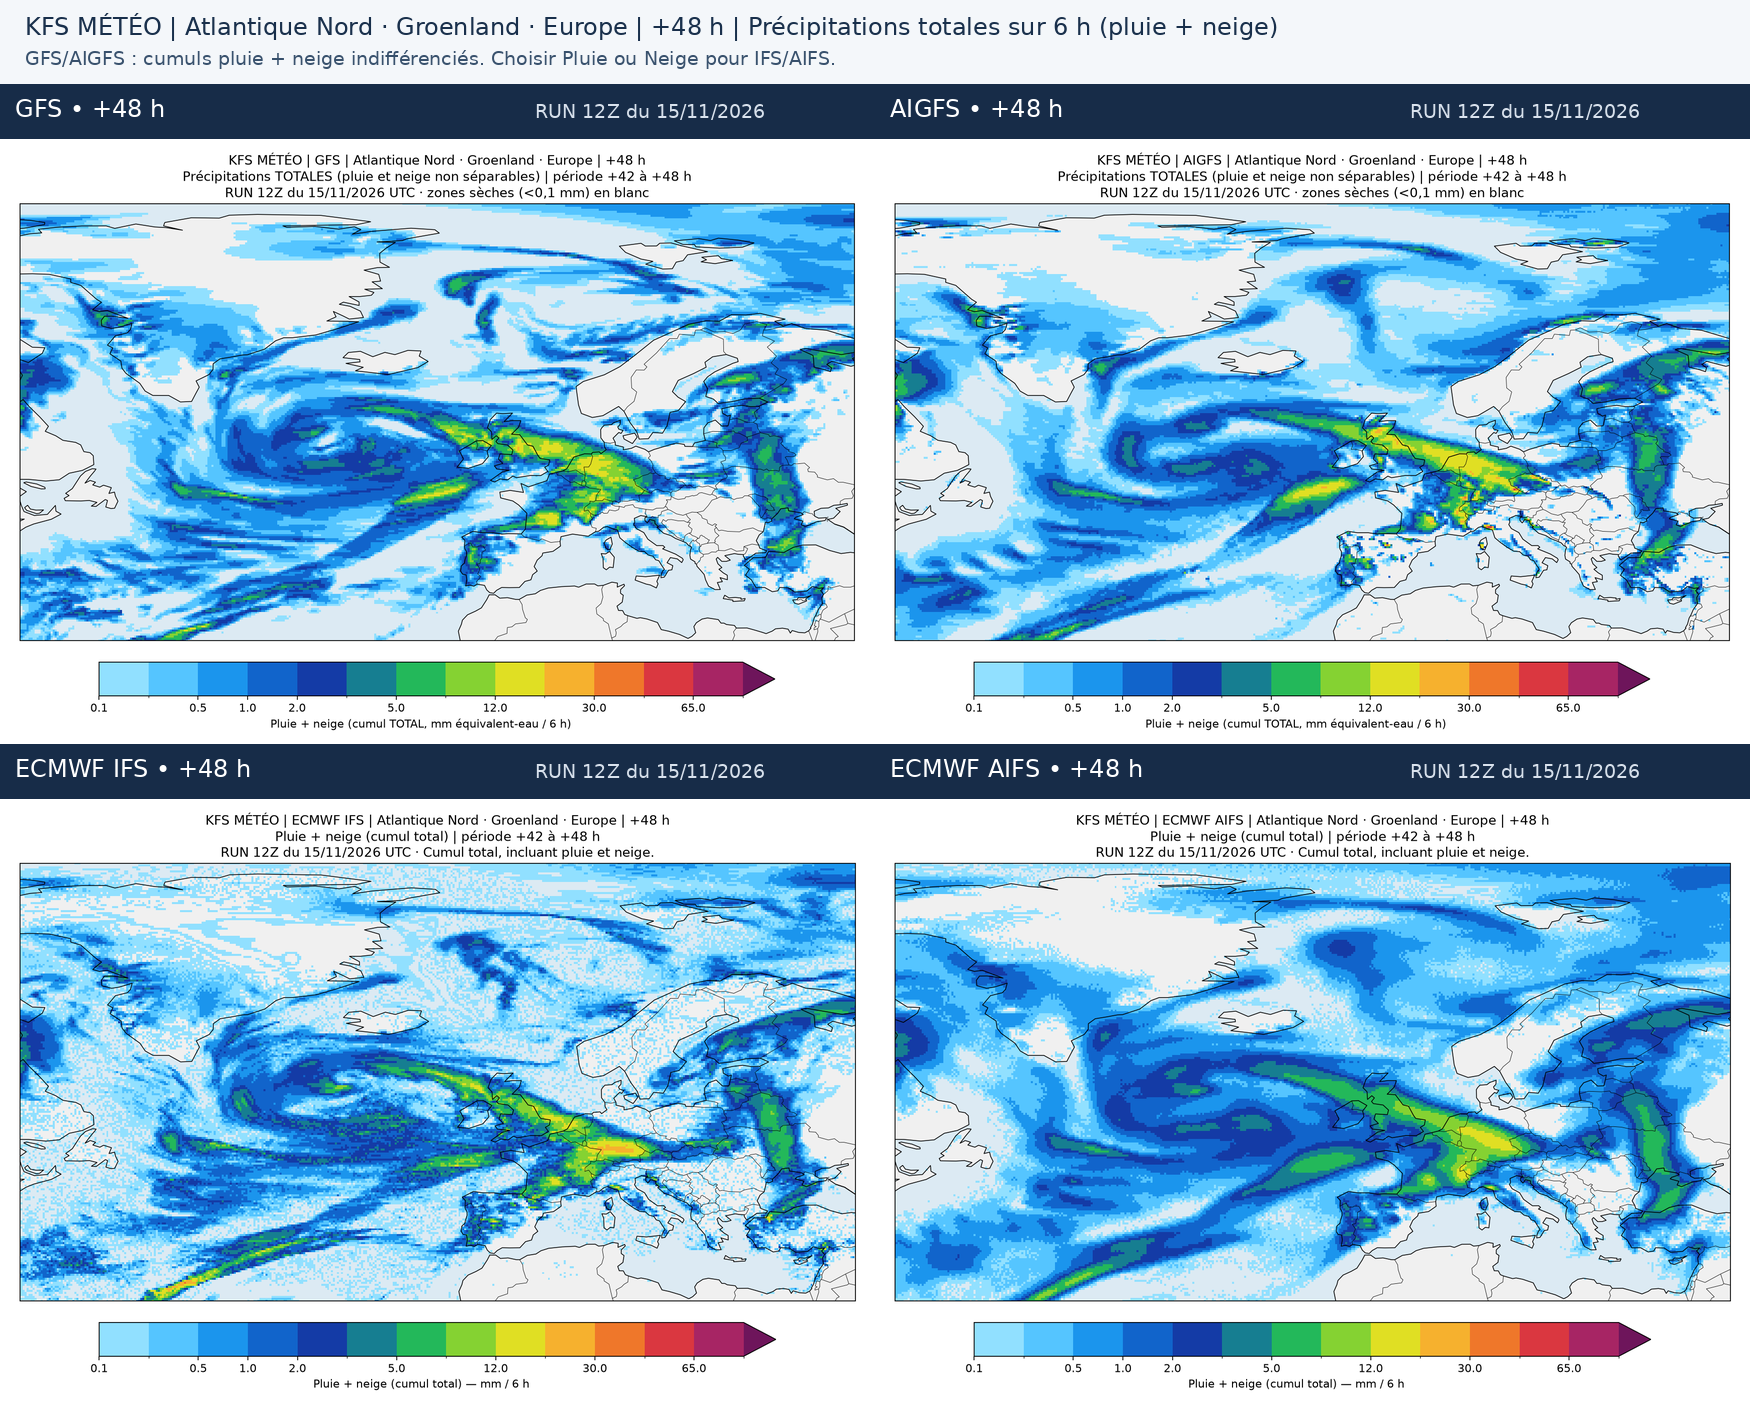 KFS MÉTÉO | Atlantique Nord · Groenland · Europe | +48 h | Précipitations totales sur 6 h (pluie + neige)
GFS/AIGFS : cumuls pluie + neige indifférenciés. Choisir Pluie ou Neige pour IFS/AIFS.
GFS • +48 h
RUN 12Z du 15/11/2026
AIGFS • +48 h
RUN 12Z du 15/11/2026
KFS MÉTÉO | GFS | Atlantique Nord · Groenland · Europe | +48 h
Précipitations TOTALES (pluie et neige non séparables) | période +42 à +48 h
RUN 12Z du 15/11/2026 UTC · zones sèches (<0,1 mm) en blanc
KFS MÉTÉO | AIGFS | Atlantique Nord · Groenland · Europe | +48 h
Précipitations TOTALES (pluie et neige non séparables) | période +42 à +48 h
RUN 12Z du 15/11/2026 UTC · zones sèches (<0,1 mm) en blanc
0.1 0.5 1.0 2.0 5.0 12.0 30.0 65.0
Pluie + neige (cumul TOTAL, mm équivalent-eau / 6 h)
0.1 0.5 1.0 2.0 5.0 12.0 30.0 65.0
Pluie + neige (cumul TOTAL, mm équivalent-eau / 6 h)
ECMWF IFS • +48 h
RUN 12Z du 15/11/2026
ECMWF AIFS • +48 h
RUN 12Z du 15/11/2026
KFS MÉTÉO | ECMWF IFS | Atlantique Nord · Groenland · Europe | +48 h
Pluie + neige (cumul total) | période +42 à +48 h
RUN 12Z du 15/11/2026 UTC · Cumul total, incluant pluie et neige.
KFS MÉTÉO | ECMWF AIFS | Atlantique Nord · Groenland · Europe | +48 h
Pluie + neige (cumul total) | période +42 à +48 h
RUN 12Z du 15/11/2026 UTC · Cumul total, incluant pluie et neige.
0.1 0.5 1.0 2.0 5.0 12.0 30.0 65.0
Pluie + neige (cumul total) — mm / 6 h
0.1 0.5 1.0 2.0 5.0 12.0 30.0 65.0
Pluie + neige (cumul total) — mm / 6 h